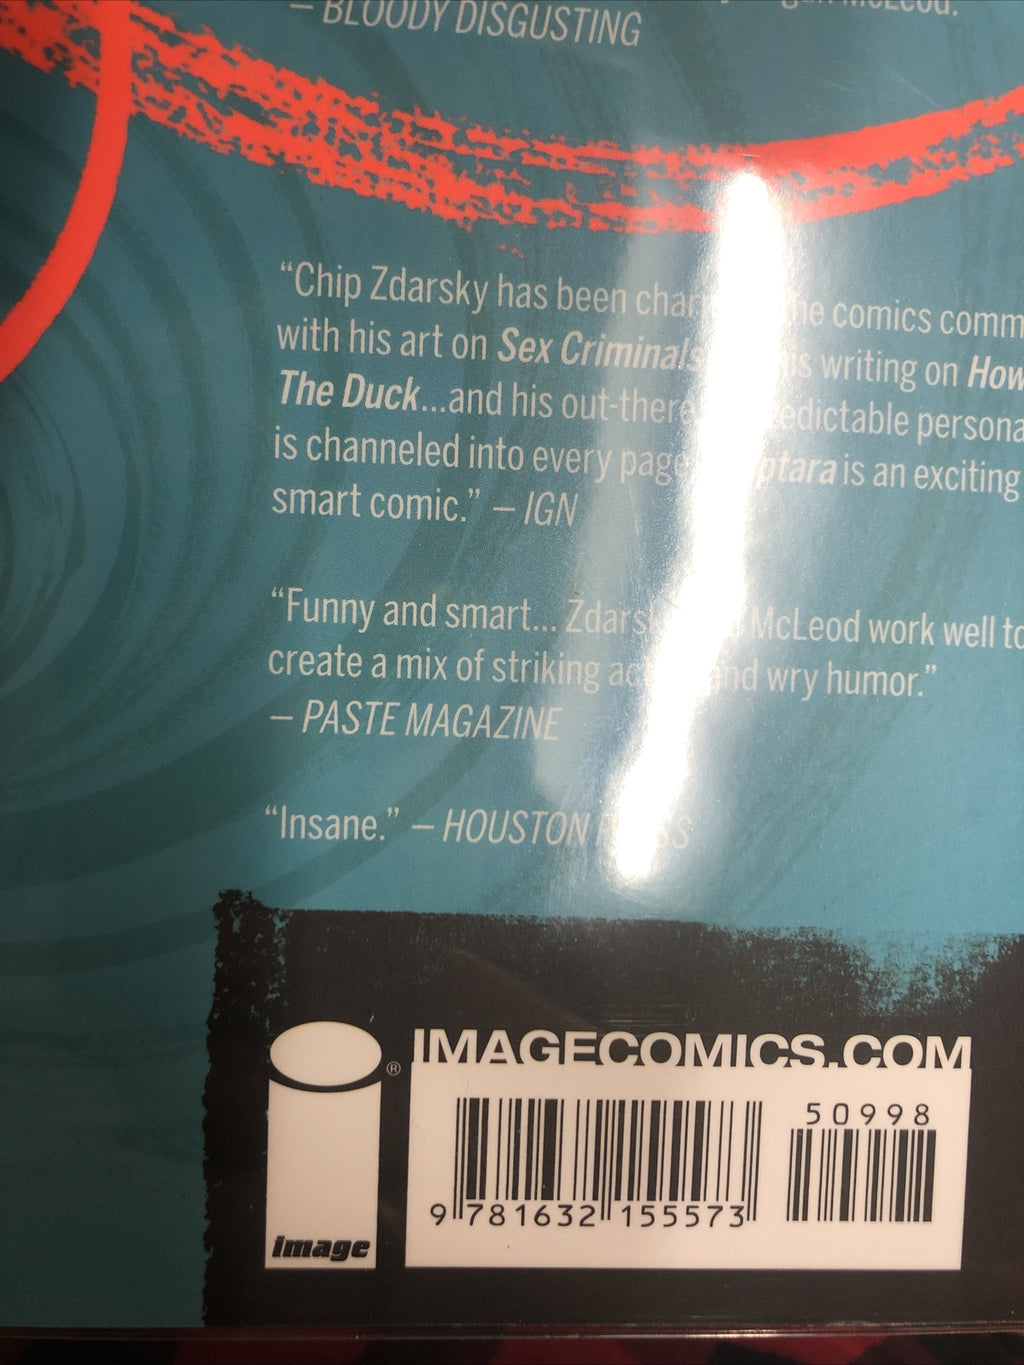 McLeod.
— BLOODY DISGUSTING
“Chip Zdarsky has been he comics comm
with his art on Sex Criminals is writing on How
The Duck...and his out-there edictable persona
is channeled into every page ptara is an exciting
smart comic.” — IGN
“Funny and smart... Zdars McLeod work well to
create a mix of striking and wry humor.”
— PASTE MAGAZINE
“Insane.” — HOUSTON
IMAGECOMICS.COM
®
50998
9 781632 155573
image